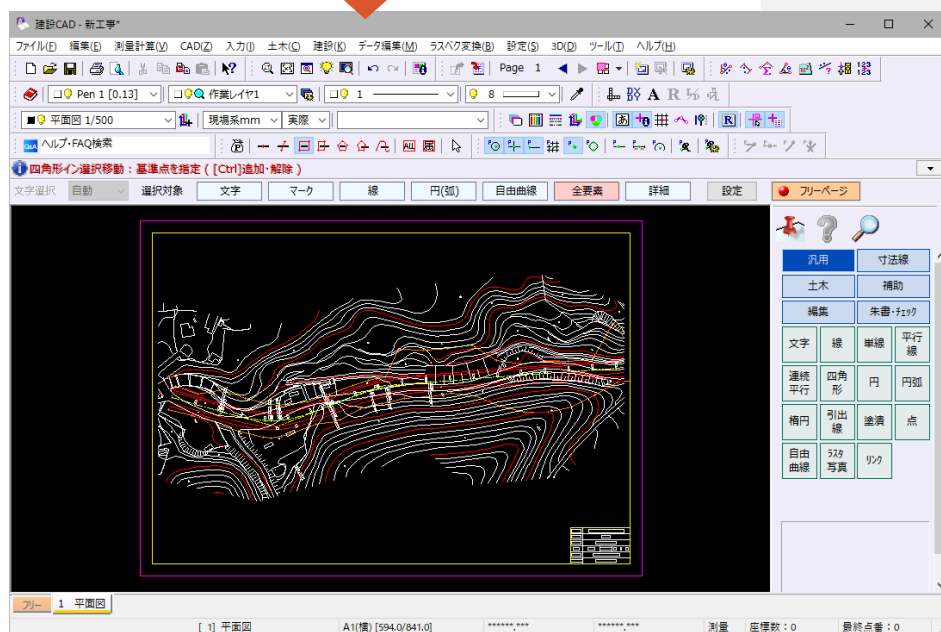 建設CAD - 新工事*
ファイル(F) 編集(E) 測量計算(V) CAD(Z) 入力(I) 土木(C) 建設(K) データ編集(M) ラスベク変換(B) 設定(S) 3D(D) ツール(T) ヘルプ(H)
Page 1
Pen 1 [0.13] 作業レイヤ1 1 8
平面図 1/500 現場系mm 実際
ヘルプ・FAQ検索
四角形イン選択移動：基準点を指定 ( [Ctrl]追加・解除 )
文字選択 自動 選択対象 文字 マーク 線 円(弧) 自由曲線 全要素 詳細 設定 フリーページ
汎用 寸法線
土木 補助
編集 朱書・ﾁｪｯｸ
文字 線 単線 平行線
連続平行 四角形 円 円弧
楕円 引出線 塗潰 点
自由曲線 ﾗｽﾀ写真 ﾘﾝｸ
フリー 1 平面図
[ 1] 平面図 A1(横) [594.0/841.0] ******.*** ******.*** 測量 座標数：0 最終点番：0